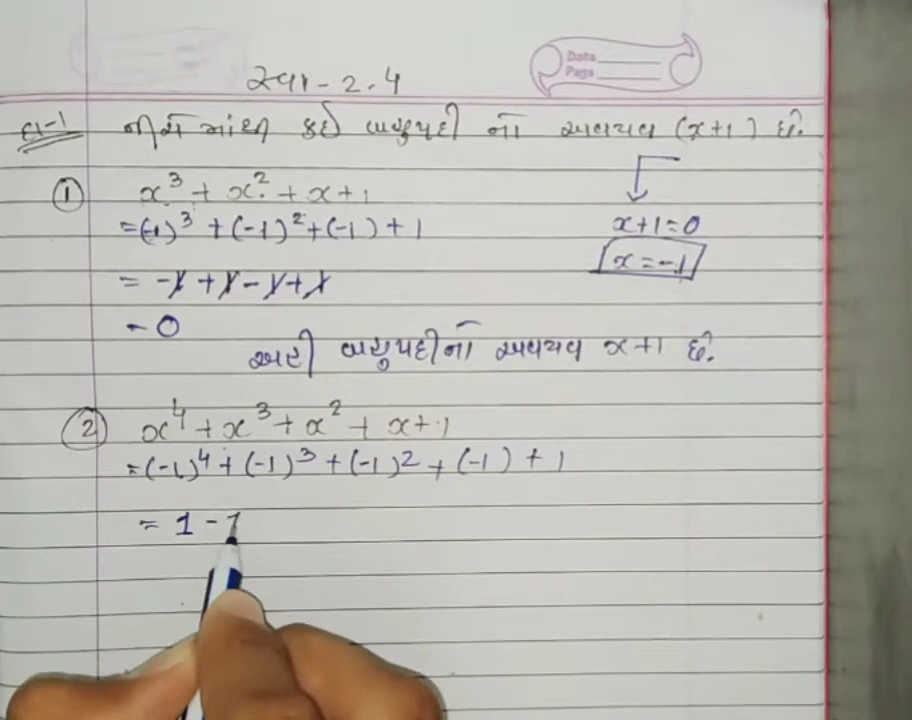 સ્વા-2.4
Date
Page
દા-1 નીચે માંથી કઈ બહુપદી નો અવયવ (x+1) છે.
① x³ + x² + x + 1
x+1=0
=(-1)³ + (-1)² + (-1) + 1
x=-1
= -1 + 1 - 1 + 1
= 0
અહી બહુપદીનો અવયવ x+1 છે.
② x⁴ + x³ + x² + x + 1
= (-1)⁴ + (-1)³ + (-1)² + (-1) + 1
= 1 - 1